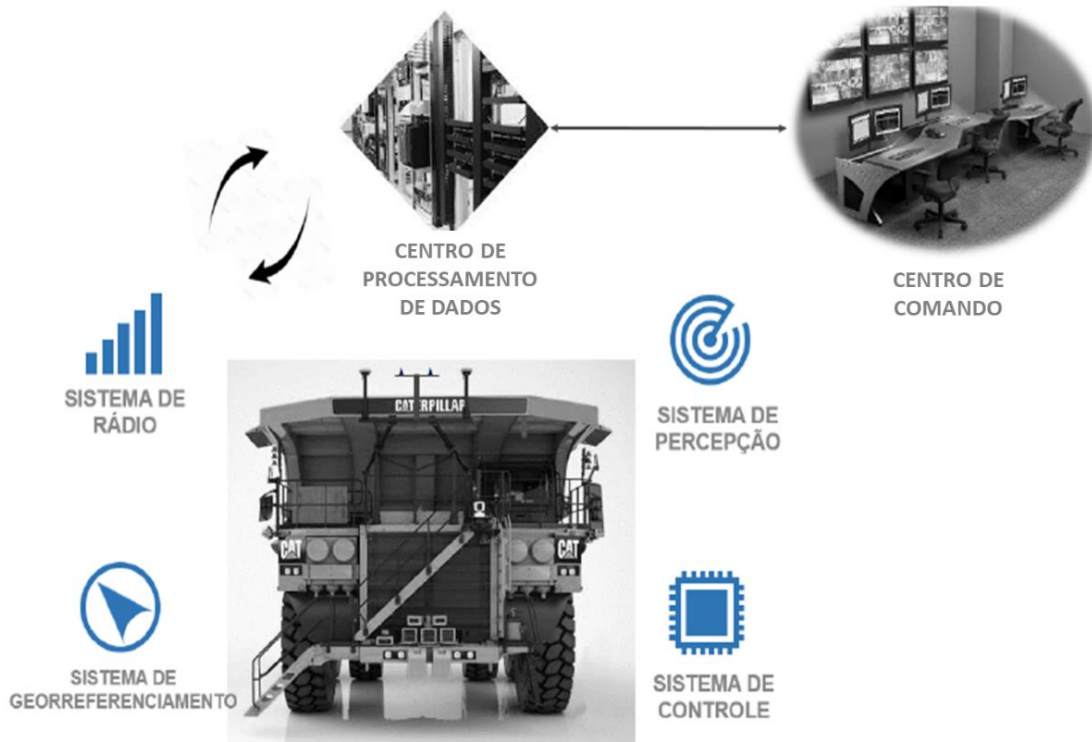 CENTRO DE
PROCESSAMENTO
DE DADOS
CENTRO DE
COMANDO
SISTEMA DE
RÁDIO
SISTEMA DE
PERCEPÇÃO
CATERPILLAR
CAT
CAT
SISTEMA DE
GEORREFERENCIAMENTO
SISTEMA DE
CONTROLE